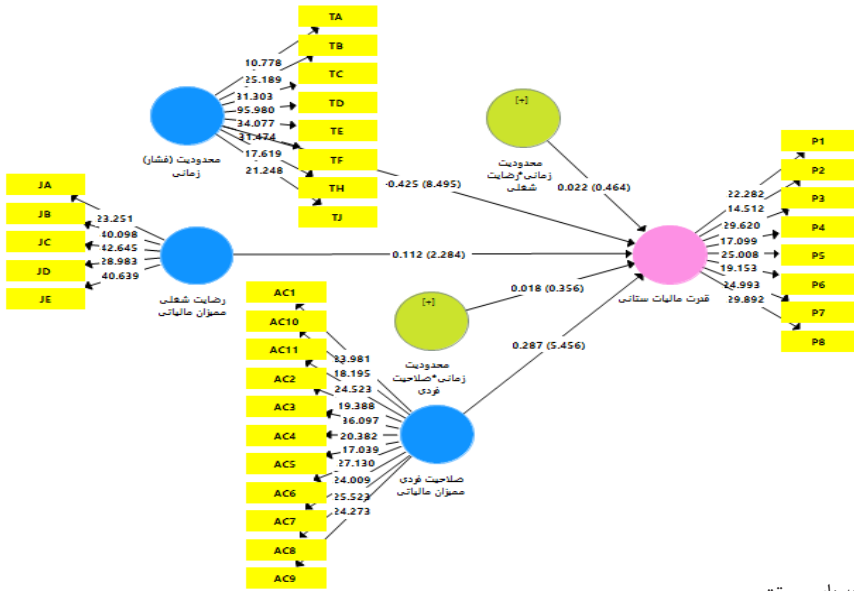 TA
TB
TC
TD
TE
TF
TH
TJ
10.778
25.189
31.303
95.980
34.077
31.474
17.619
21.248
محدودیت (فشار)
زمانی
[+]
محدودیت
زمانی*رضایت
شغلی
-0.425 (8.495)
0.022 (0.464)
JA
JB
JC
JD
JE
23.251
40.098
42.645
28.983
40.639
رضایت شغلی
ممیزان مالیاتی
0.112 (2.284)
P1
P2
P3
P4
P5
P6
P7
P8
22.282
14.512
29.620
17.099
25.008
19.153
24.993
29.892
قدرت مالیات ستانی
[+]
محدودیت
زمانی*صلاحیت
فردی
0.018 (0.356)
0.287 (5.456)
AC1
AC10
AC11
AC2
AC3
AC4
AC5
AC6
AC7
AC8
AC9
23.981
18.195
24.523
19.388
36.097
20.382
17.039
27.130
24.009
25.523
24.273
صلاحیت فردی
ممیزان مالیاتی